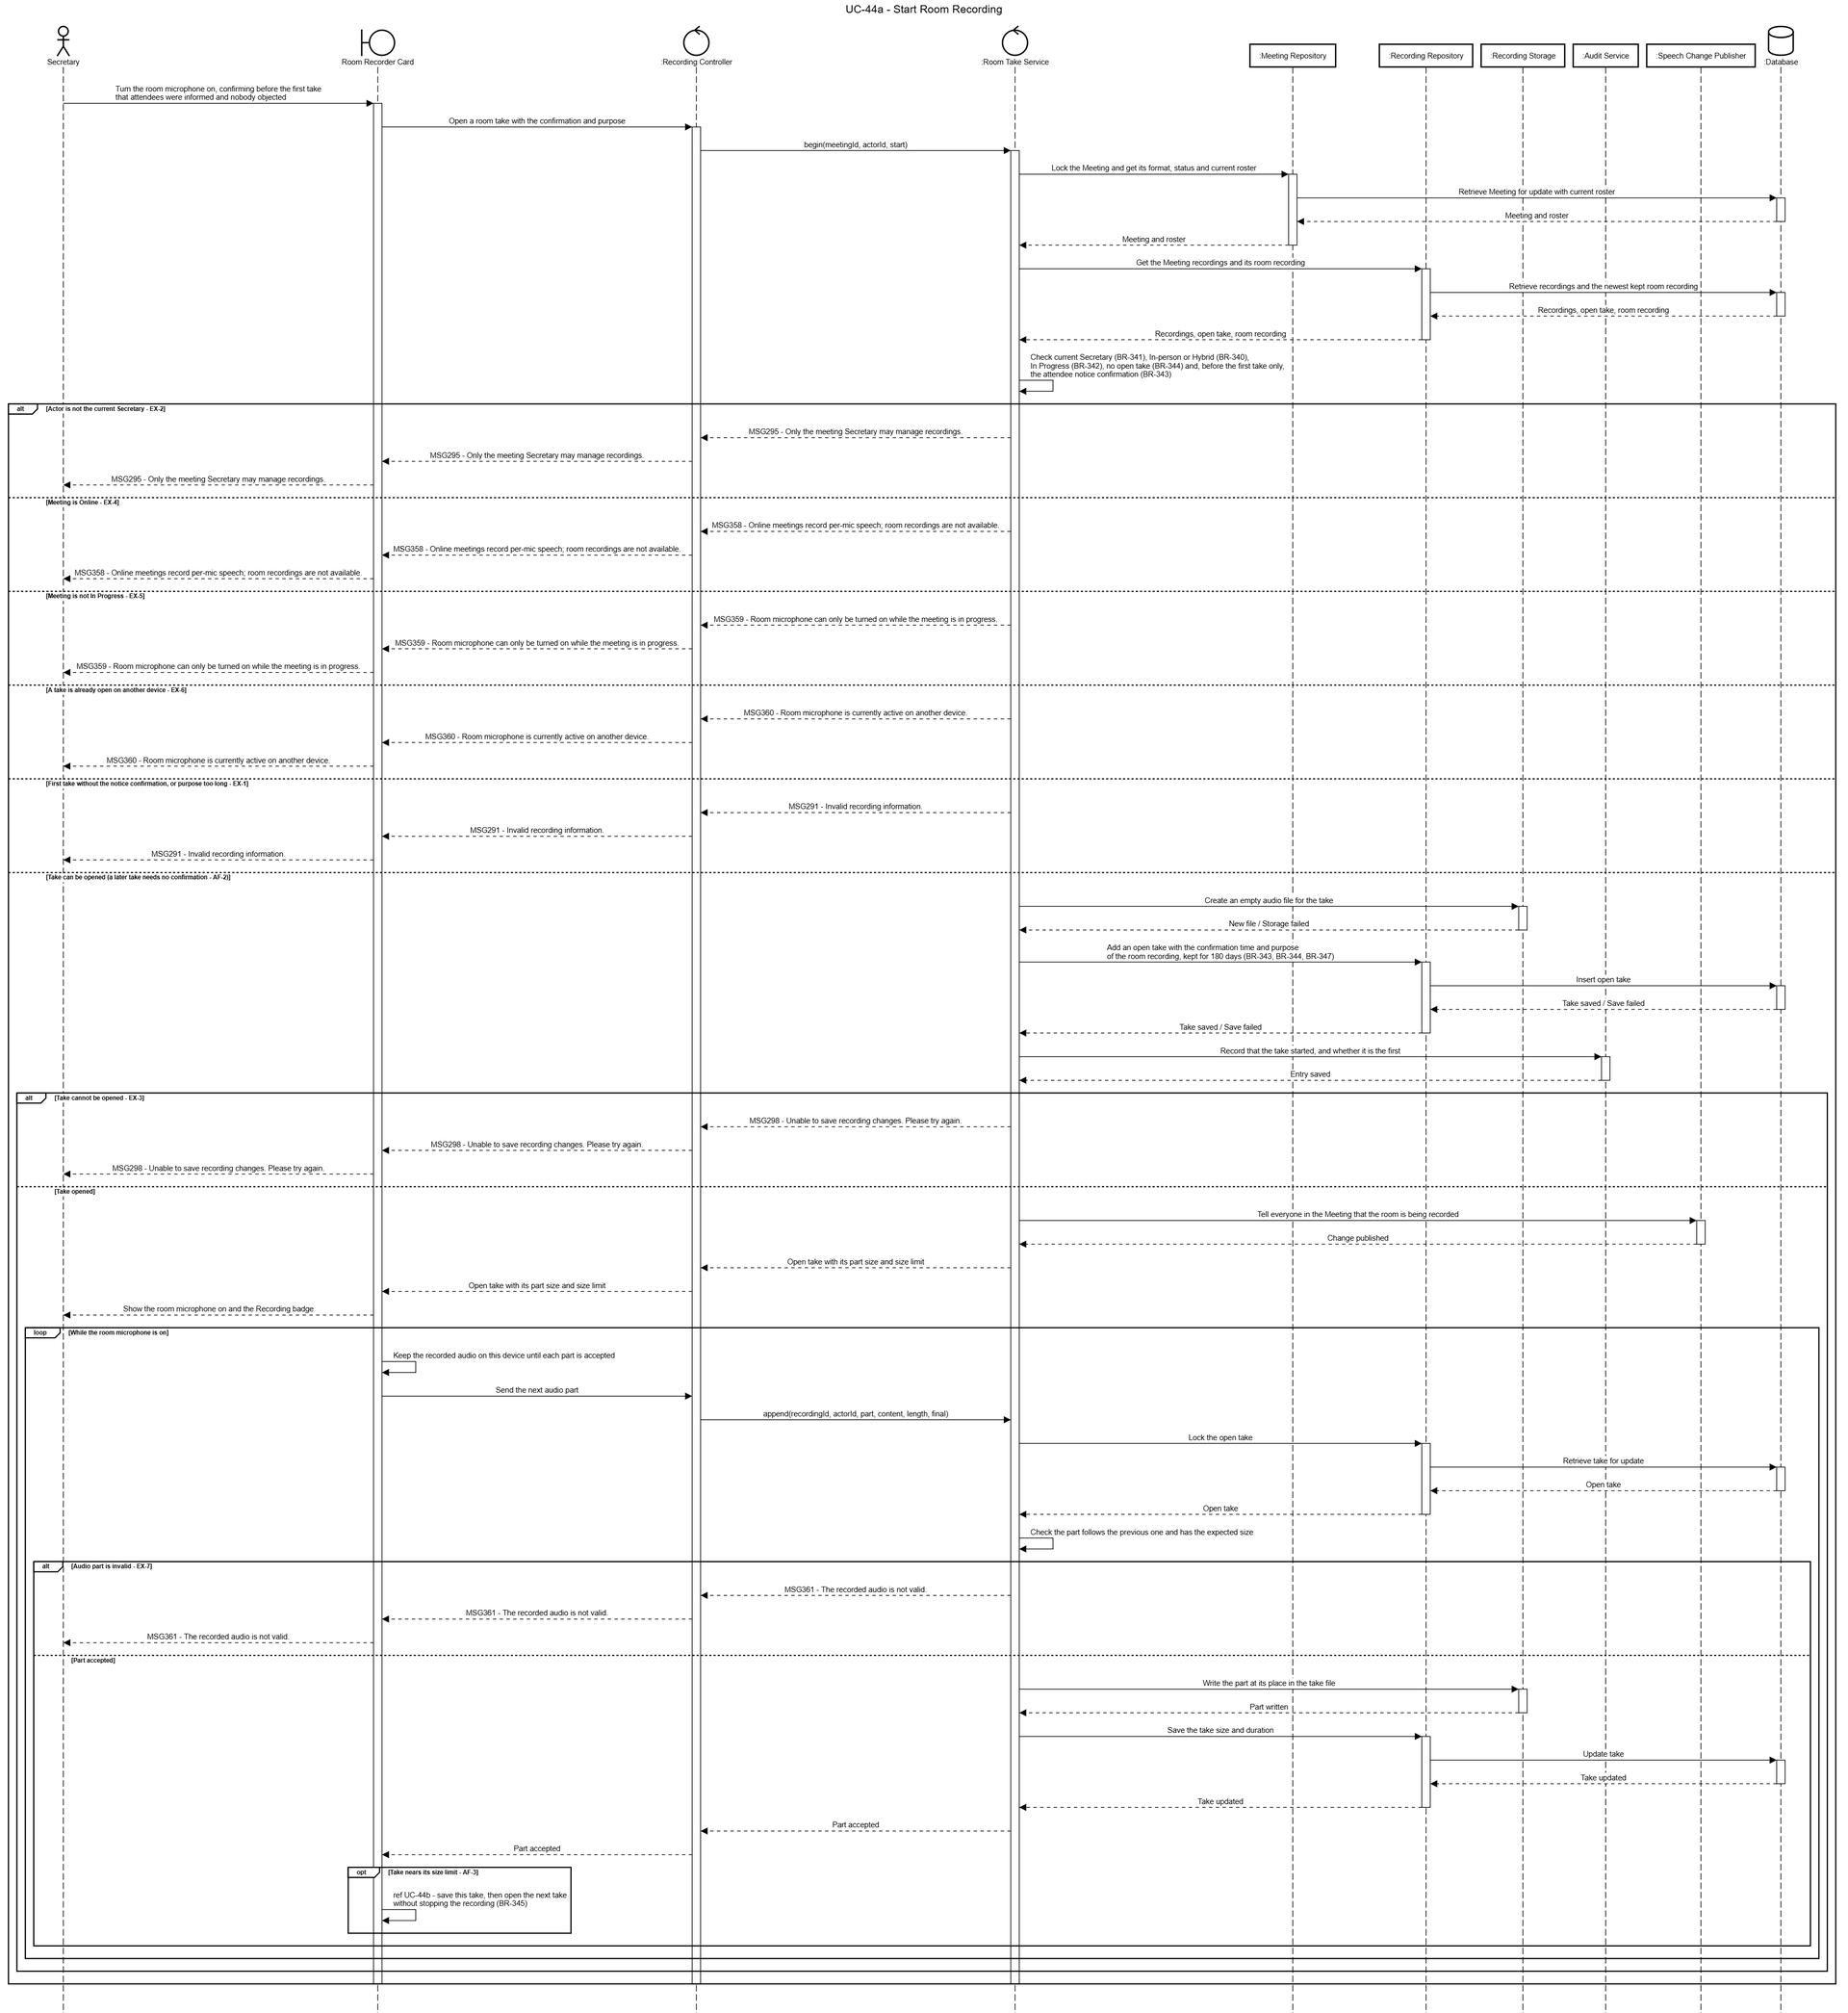 UC-44a - Start Room Recording
Secretary
Room Recorder Card
:Recording Controller
:Room Take Service
:Meeting Repository
:Recording Repository
:Recording Storage
:Audit Service
:Speech Change Publisher
:Database
Turn the room microphone on, confirming before the first take
that attendees were informed and nobody objected
Open a room take with the confirmation and purpose
begin(meetingId, actorId, start)
Lock the Meeting and get its format, status and current roster
Retrieve Meeting for update with current roster
Meeting and roster
Meeting and roster
Get the Meeting recordings and its room recording
Retrieve recordings and the newest kept room recording
Recordings, open take, room recording
Recordings, open take, room recording
Check current Secretary (BR-341), In-person or Hybrid (BR-340),
In Progress (BR-342), no open take (BR-344) and, before the first take only,
the attendee notice confirmation (BR-343)
alt
[Actor is not the current Secretary - EX-2]
MSG295 - Only the meeting Secretary may manage recordings.
MSG295 - Only the meeting Secretary may manage recordings.
MSG295 - Only the meeting Secretary may manage recordings.
[Meeting is Online - EX-4]
MSG358 - Online meetings record per-mic speech; room recordings are not available.
MSG358 - Online meetings record per-mic speech; room recordings are not available.
MSG358 - Online meetings record per-mic speech; room recordings are not available.
[Meeting is not In Progress - EX-5]
MSG359 - Room microphone can only be turned on while the meeting is in progress.
MSG359 - Room microphone can only be turned on while the meeting is in progress.
MSG359 - Room microphone can only be turned on while the meeting is in progress.
[A take is already open on another device - EX-6]
MSG360 - Room microphone is currently active on another device.
MSG360 - Room microphone is currently active on another device.
MSG360 - Room microphone is currently active on another device.
[First take without the notice confirmation, or purpose too long - EX-1]
MSG291 - Invalid recording information.
MSG291 - Invalid recording information.
MSG291 - Invalid recording information.
[Take can be opened (a later take needs no confirmation - AF-2)]
Create an empty audio file for the take
New file / Storage failed
Add an open take with the confirmation time and purpose
of the room recording, kept for 180 days (BR-343, BR-344, BR-347)
Insert open take
Take saved / Save failed
Take saved / Save failed
Record that the take started, and whether it is the first
Entry saved
alt
[Take cannot be opened - EX-3]
MSG298 - Unable to save recording changes. Please try again.
MSG298 - Unable to save recording changes. Please try again.
MSG298 - Unable to save recording changes. Please try again.
[Take opened]
Tell everyone in the Meeting that the room is being recorded
Change published
Open take with its part size and size limit
Open take with its part size and size limit
Show the room microphone on and the Recording badge
loop
[While the room microphone is on]
Keep the recorded audio on this device until each part is accepted
Send the next audio part
append(recordingId, actorId, part, content, length, final)
Lock the open take
Retrieve take for update
Open take
Open take
Check the part follows the previous one and has the expected size
alt
[Audio part is invalid - EX-7]
MSG361 - The recorded audio is not valid.
MSG361 - The recorded audio is not valid.
MSG361 - The recorded audio is not valid.
[Part accepted]
Write the part at its place in the take file
Part written
Save the take size and duration
Update take
Take updated
Take updated
Part accepted
Part accepted
opt
[Take nears its size limit - AF-3]
ref UC-44b - save this take, then open the next take
without stopping the recording (BR-345)